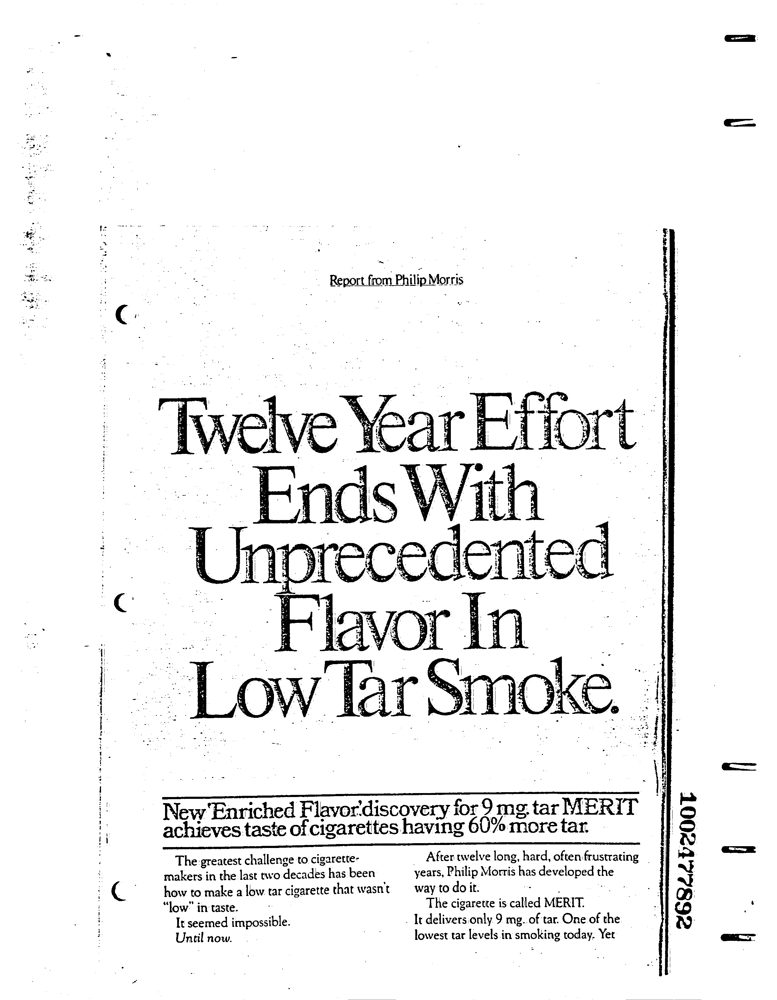 Report from Philip Morris
Twelve Year Effort
Ends With
Unprecedented
Flavor In
Low Tar Smoke.
New 'Enriched Flavor' discovery for 9 mg. tar MERIT
achieves taste of cigarettes having 60% more tar.
The greatest challenge to cigarette-
makers in the last two decades has been
how to make a low tar cigarette that wasn't
"low" in taste.
It seemed impossible.
Until now.
After twelve long, hard, often frustrating
years, Philip Morris has developed the
way to do it.
The cigarette is called MERIT.
It delivers only 9 mg. of tar. One of the
lowest tar levels in smoking today. Yet
1002477892